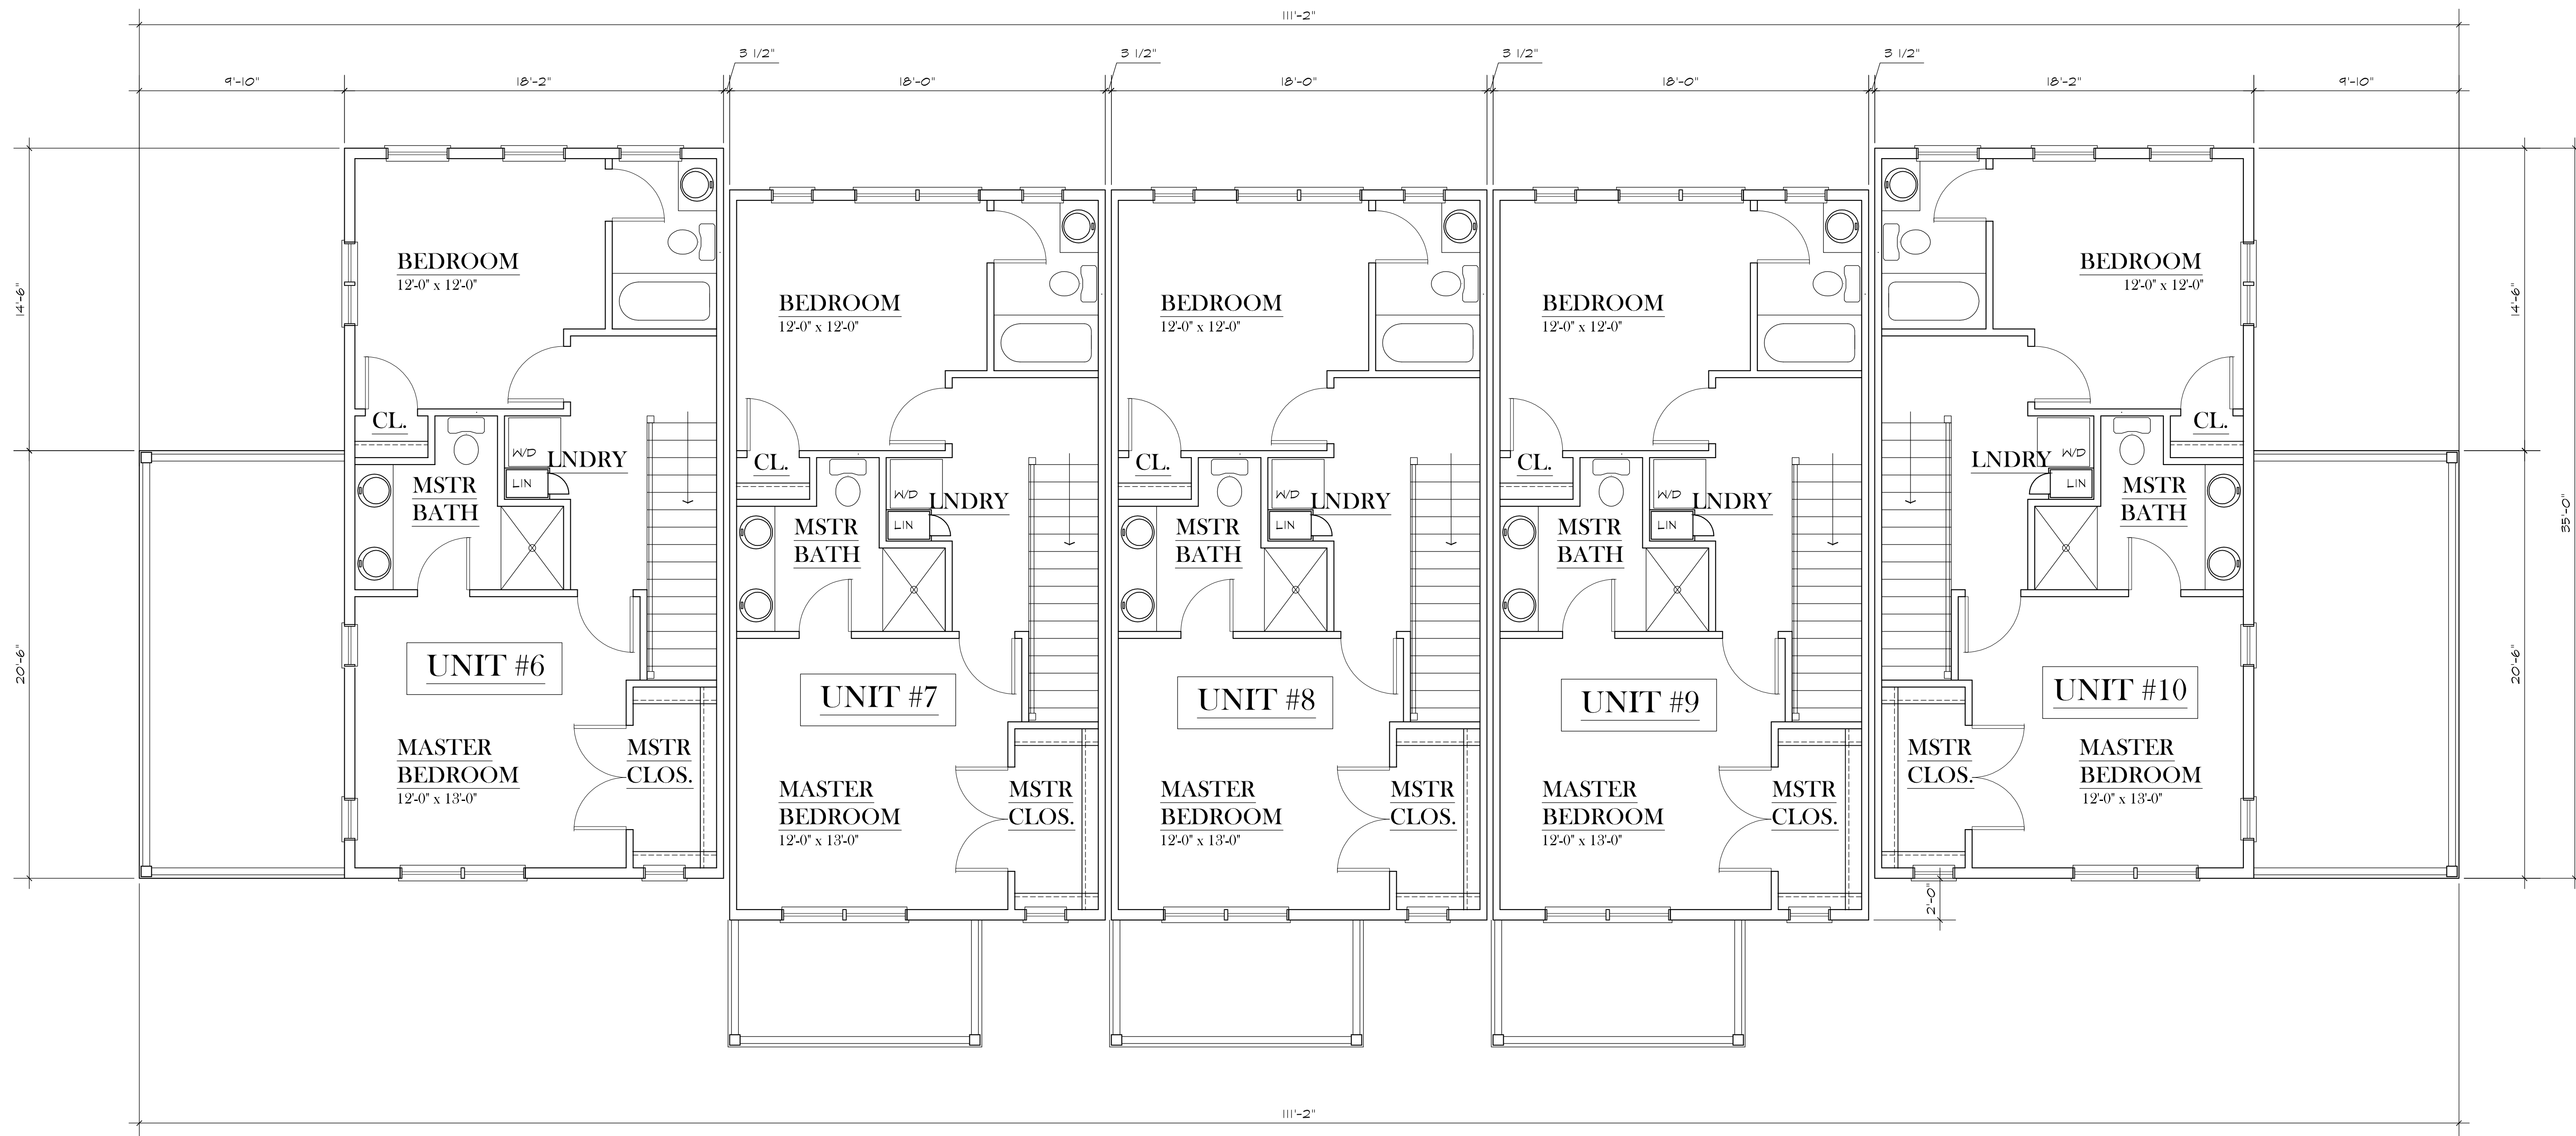 111'-2"
3 1/2"
3 1/2"
3 1/2"
3 1/2"
9'-10"
18'-2"
18'-0"
18'-0"
18'-0"
18'-2"
9'-10"
14'-6"
20'-6"
BEDROOM
12'-0" x 12'-0"
CL.
W/D
LNDRY
LIN
MSTR
BATH
UNIT #6
MASTER
BEDROOM
12'-0" x 13'-0"
MSTR
CLOS.
BEDROOM
12'-0" x 12'-0"
CL.
W/D
LNDRY
LIN
MSTR
BATH
UNIT #7
MASTER
BEDROOM
12'-0" x 13'-0"
MSTR
CLOS.
BEDROOM
12'-0" x 12'-0"
CL.
W/D
LNDRY
LIN
MSTR
BATH
UNIT #8
MASTER
BEDROOM
12'-0" x 13'-0"
MSTR
CLOS.
BEDROOM
12'-0" x 12'-0"
CL.
W/D
LNDRY
LIN
MSTR
BATH
UNIT #9
MASTER
BEDROOM
12'-0" x 13'-0"
MSTR
CLOS.
BEDROOM
12'-0" x 12'-0"
CL.
LNDRY
W/D
LIN
MSTR
BATH
UNIT #10
MSTR
CLOS.
MASTER
BEDROOM
12'-0" x 13'-0"
2'-0"
14'-6"
20'-6"
35'-0"
111'-2"